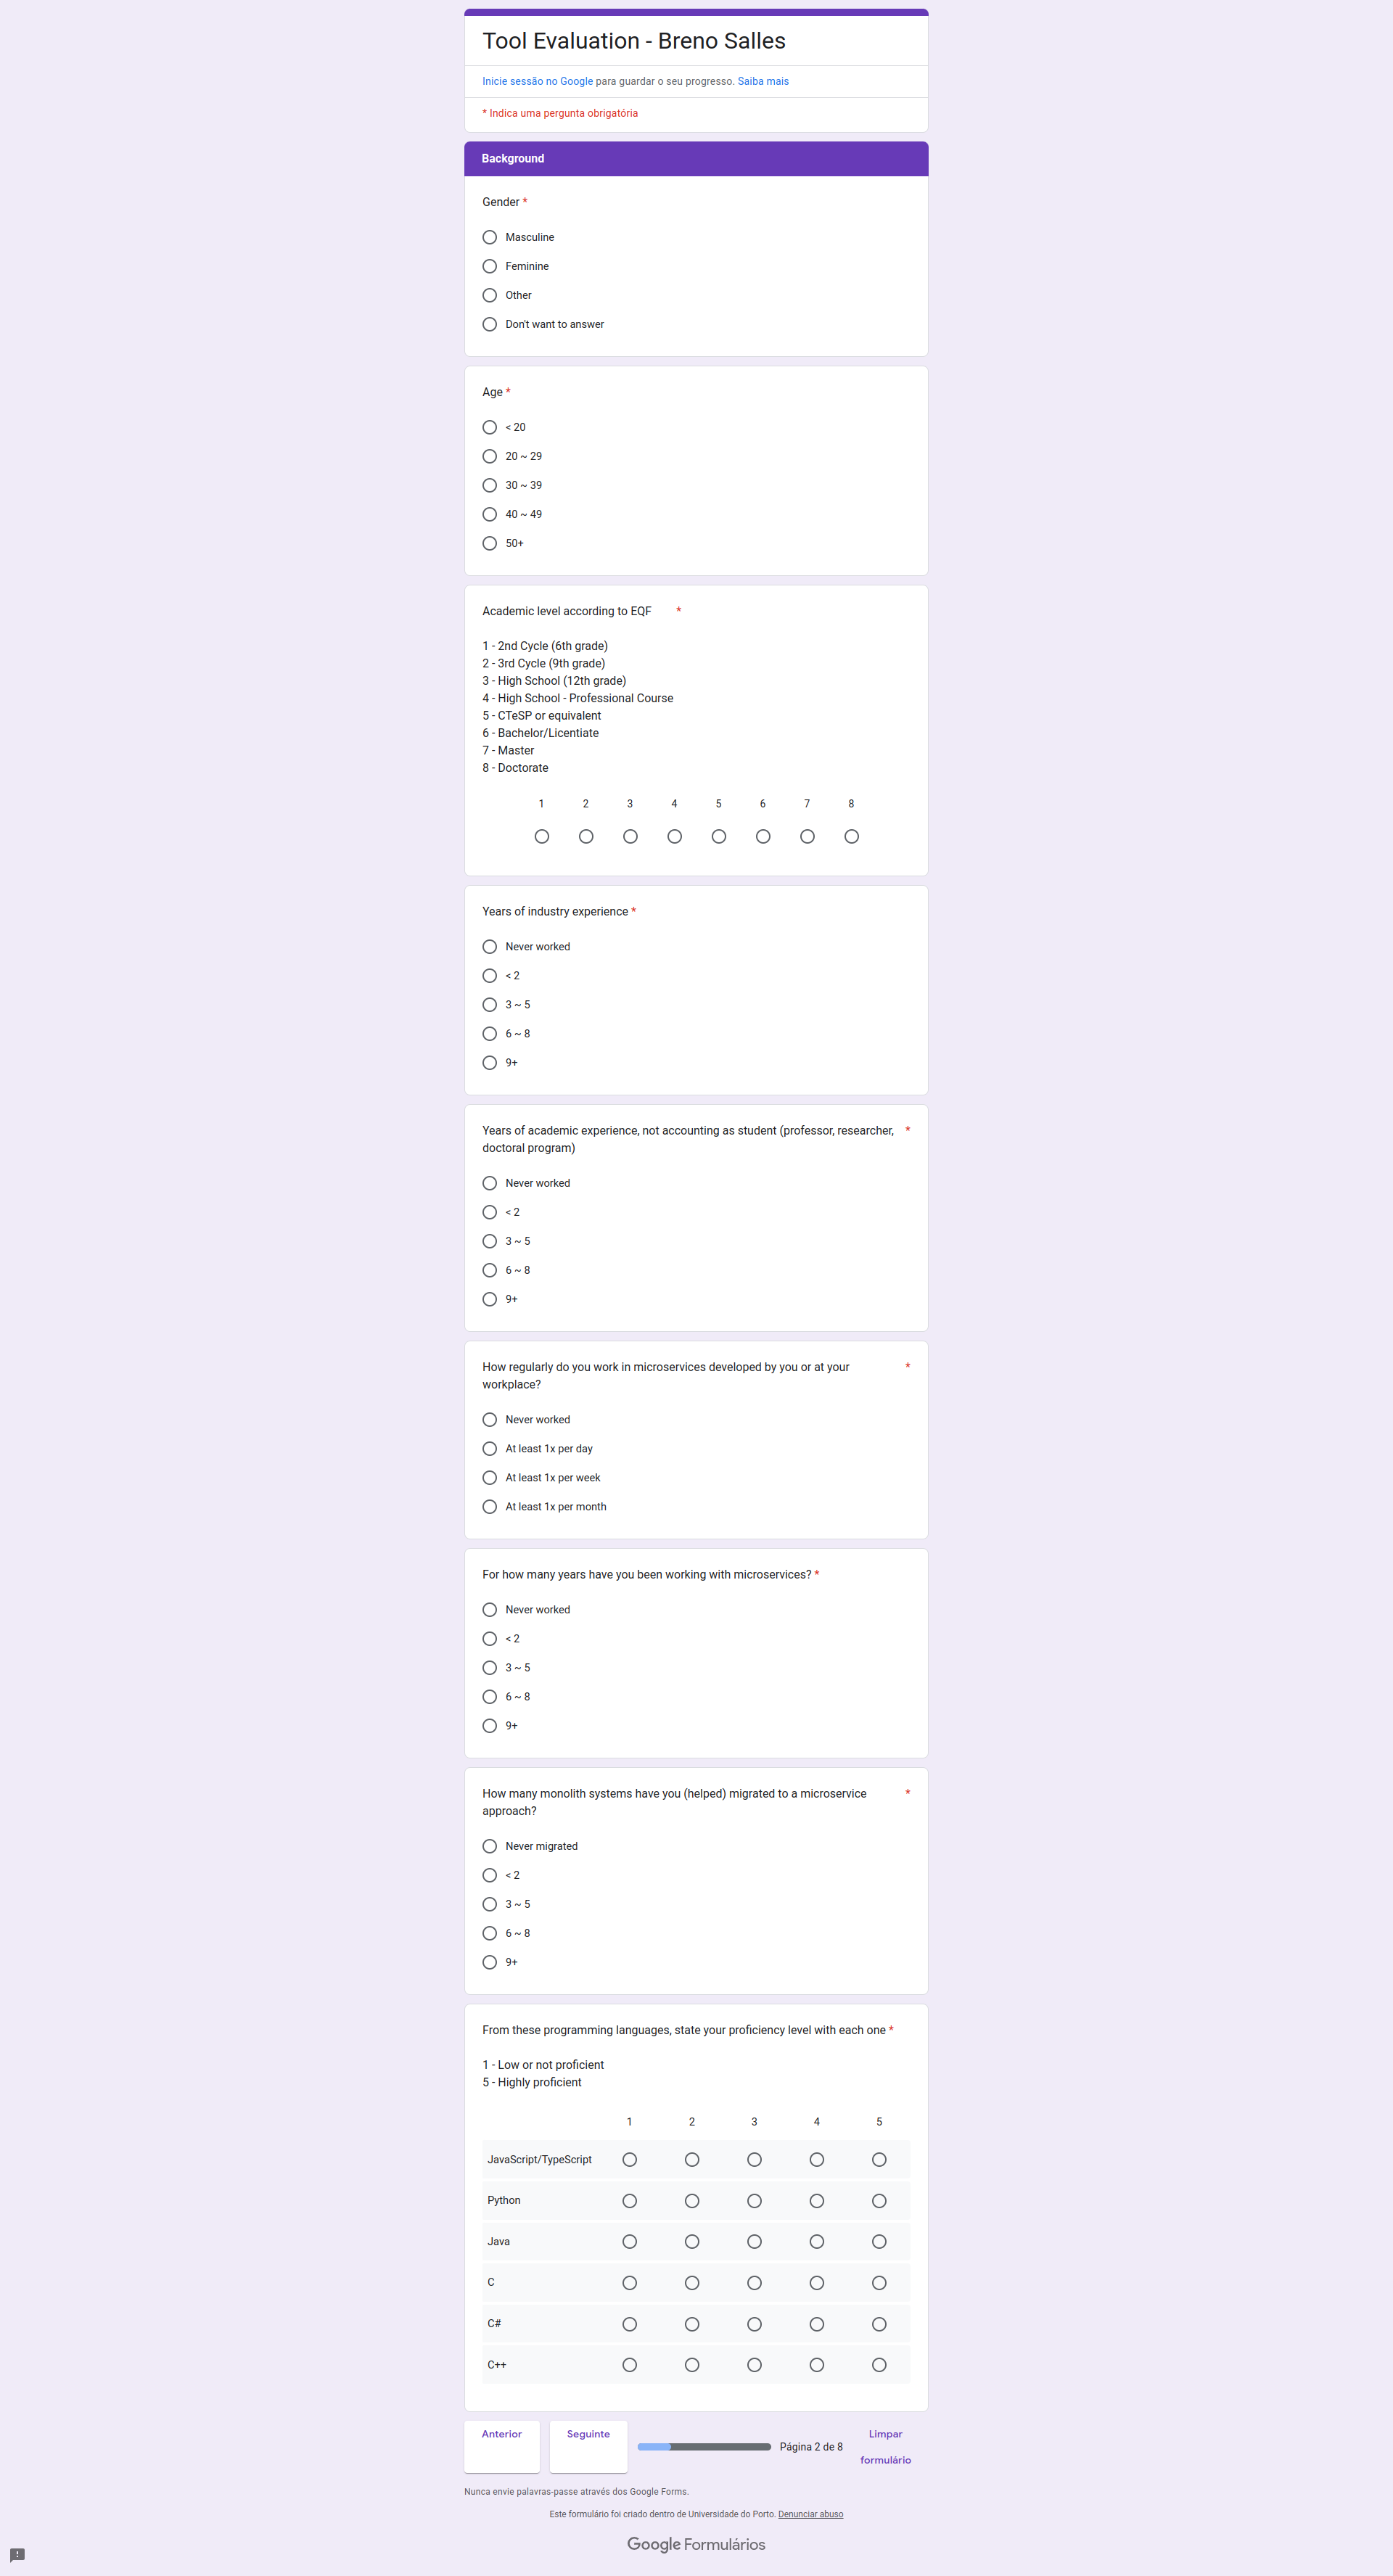 Tool Evaluation - Breno Salles
Inicie sessão no Google para guardar o seu progresso. Saiba mais
* Indica uma pergunta obrigatória
Background
Gender *
Masculine
Feminine
Other
Don't want to answer
Age *
< 20
20 ~ 29
30 ~ 39
40 ~ 49
50+
Academic level according to EQF *
1 - 2nd Cycle (6th grade)
2 - 3rd Cycle (9th grade)
3 - High School (12th grade)
4 - High School - Professional Course
5 - CTeSP or equivalent
6 - Bachelor/Licentiate
7 - Master
8 - Doctorate
1 2 3 4 5 6 7 8
Years of industry experience *
Never worked
< 2
3 ~ 5
6 ~ 8
9+
Years of academic experience, not accounting as student (professor, researcher, *
doctoral program)
Never worked
< 2
3 ~ 5
6 ~ 8
9+
How regularly do you work in microservices developed by you or at your *
workplace?
Never worked
At least 1x per day
At least 1x per week
At least 1x per month
For how many years have you been working with microservices? *
Never worked
< 2
3 ~ 5
6 ~ 8
9+
How many monolith systems have you (helped) migrated to a microservice *
approach?
Never migrated
< 2
3 ~ 5
6 ~ 8
9+
From these programming languages, state your proficiency level with each one *
1 - Low or not proficient
5 - Highly proficient
1 2 3 4 5
JavaScript/TypeScript
Python
Java
C
C#
C++
Anterior
Seguinte
Página 2 de 8
Limpar
formulário
Nunca envie palavras-passe através dos Google Forms.
Este formulário foi criado dentro de Universidade do Porto. Denunciar abuso
Google Formulários